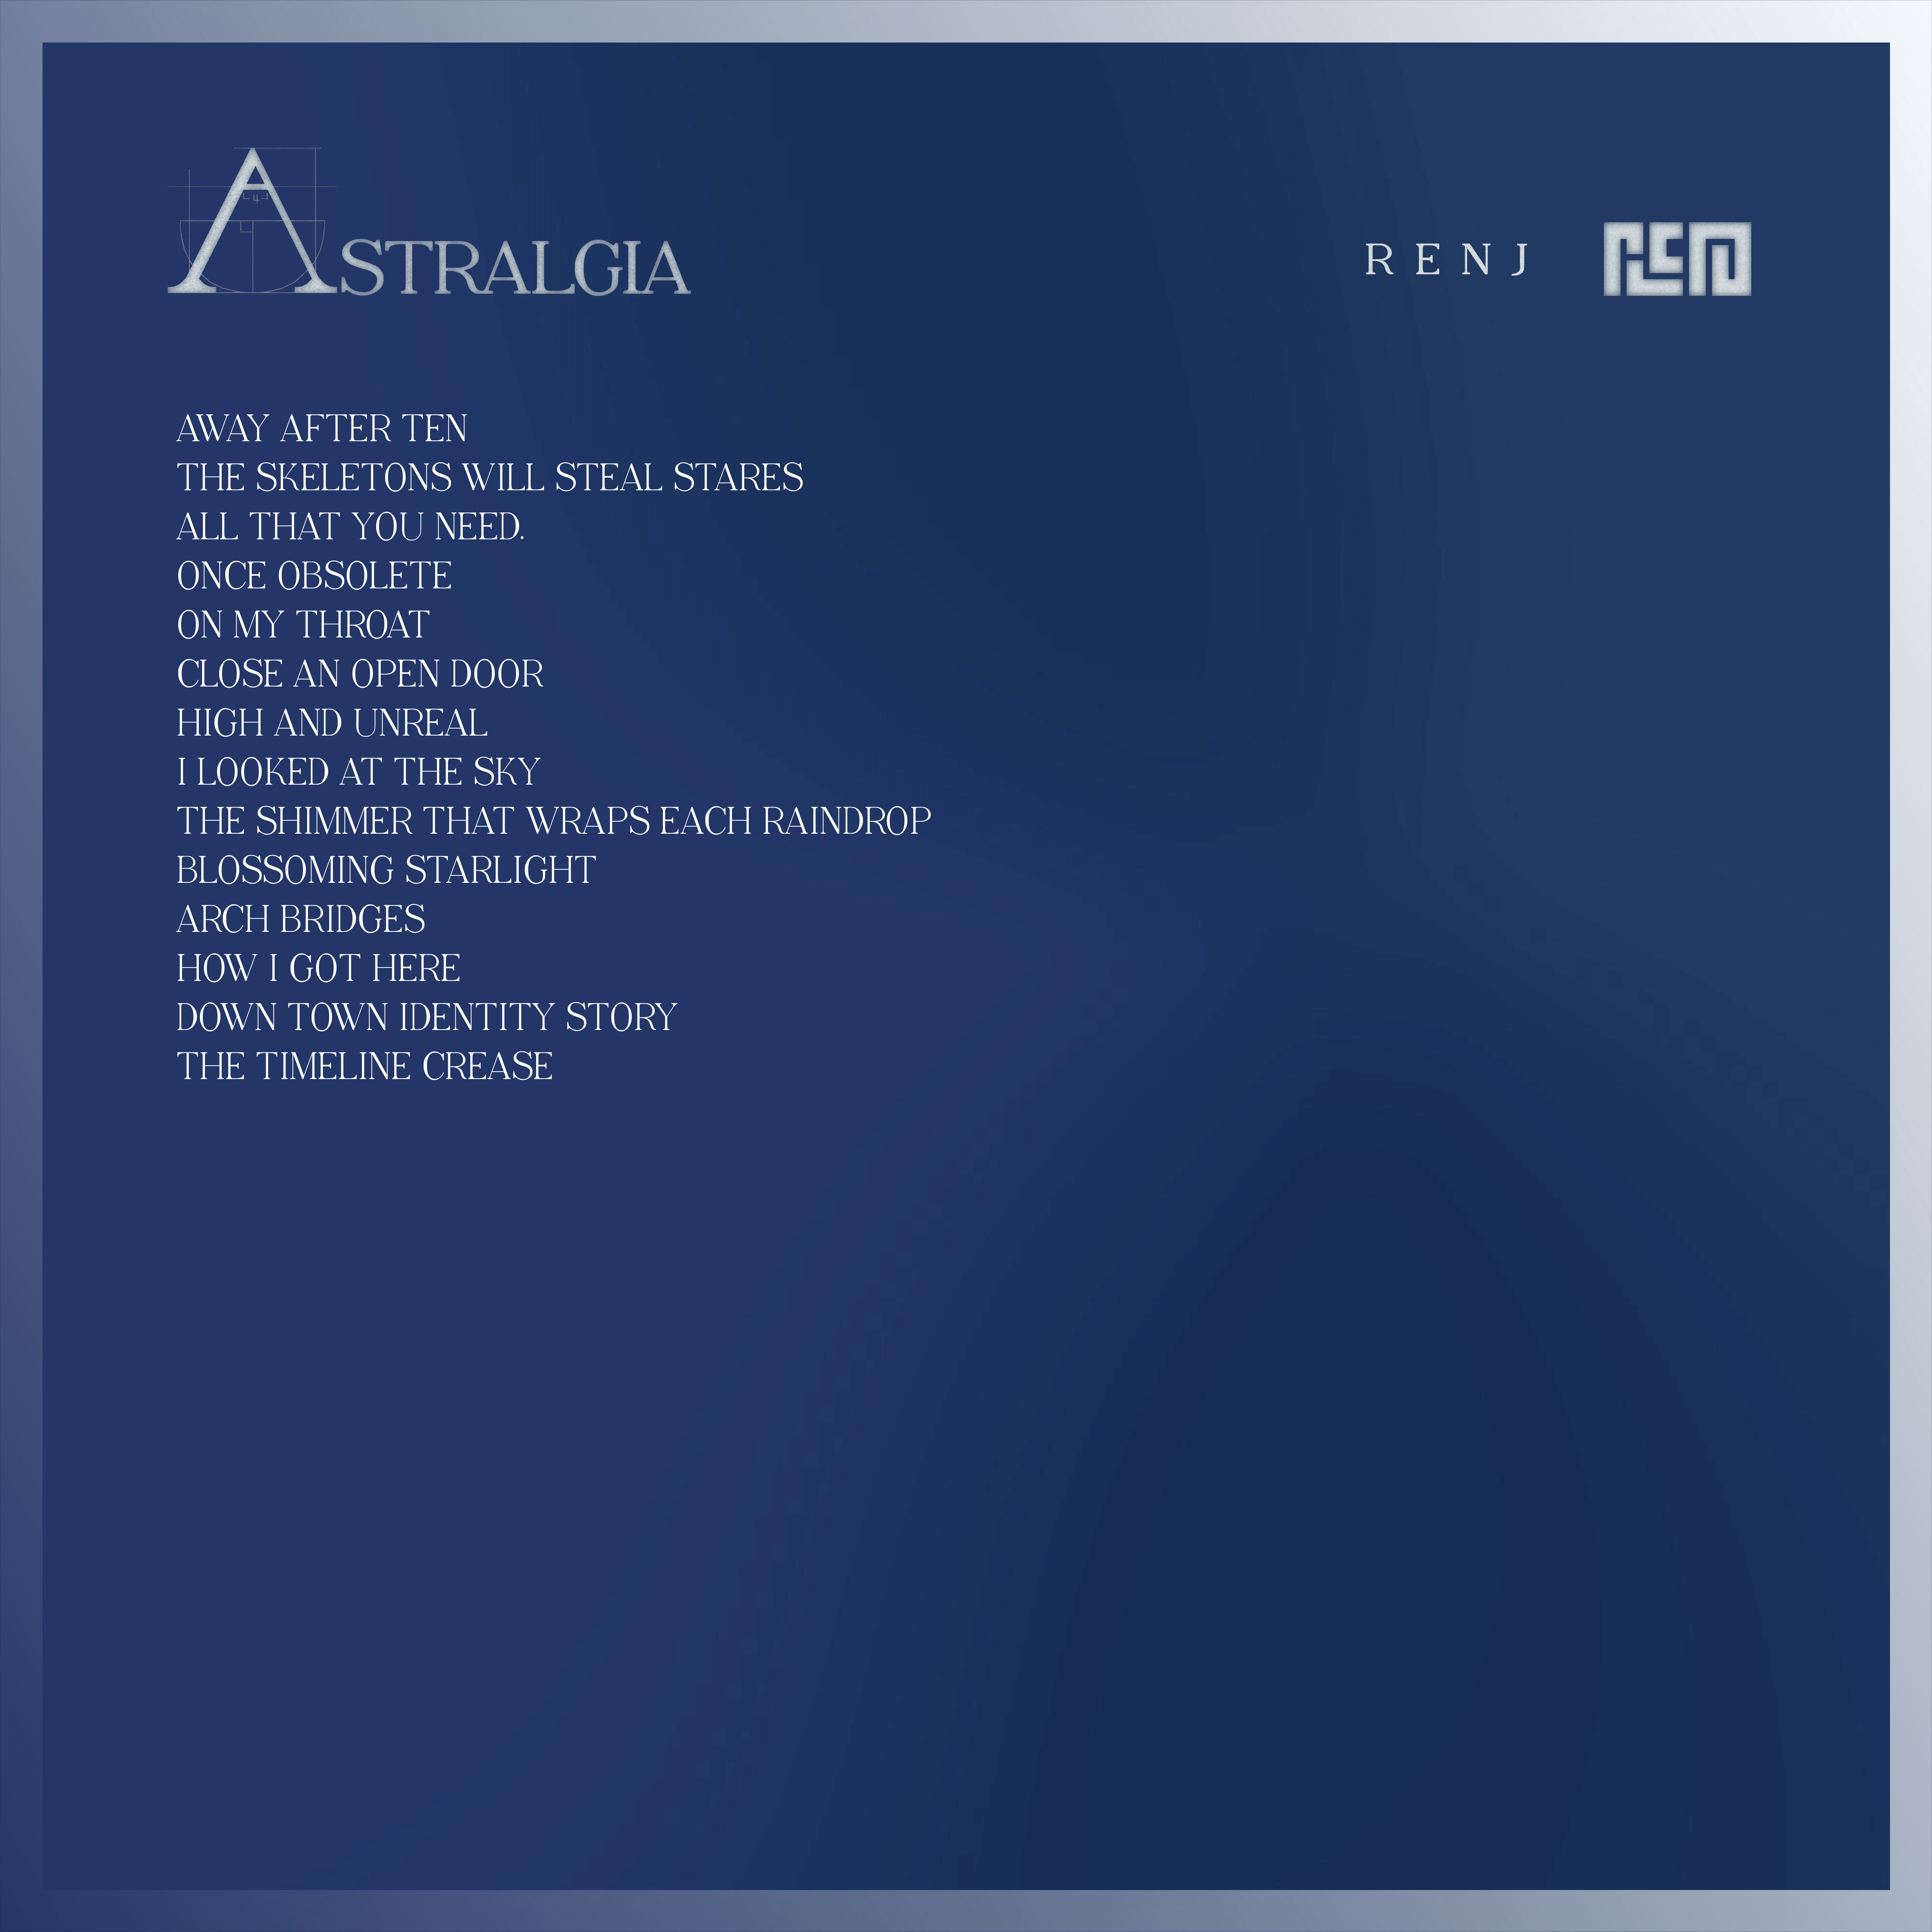 ASTRALGIA
RENJ
REN
AWAY AFTER TEN
THE SKELETONS WILL STEAL STARES
ALL THAT YOU NEED.
ONCE OBSOLETE
ON MY THROAT
CLOSE AN OPEN DOOR
HIGH AND UNREAL
I LOOKED AT THE SKY
THE SHIMMER THAT WRAPS EACH RAINDROP
BLOSSOMING STARLIGHT
ARCH BRIDGES
HOW I GOT HERE
DOWN TOWN IDENTITY STORY
THE TIMELINE CREASE